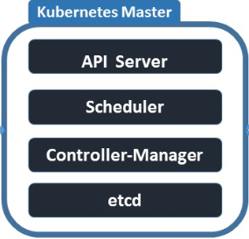 Kubernetes Master
API Server
Scheduler
Controller-Manager
etcd